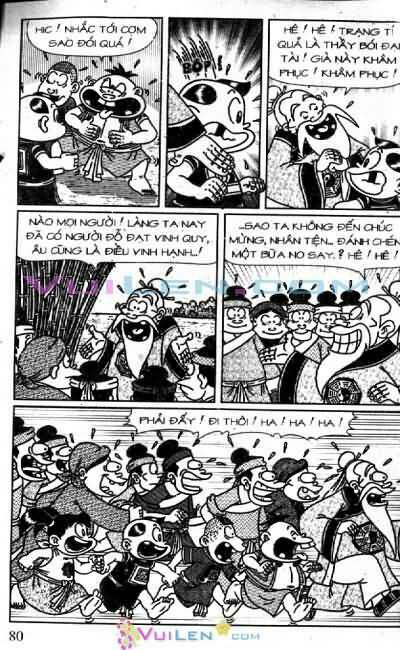 HIC! NHẮC TỚI CƠM
SAO ĐÓI QUÁ!
BỐP!
HÊ! HÊ! TRẠNG TÍ
QUẢ LÀ THẦY BÓI ĐẠI
TÀI! GIÀ NÀY KHÂM
PHỤC! KHÂM PHỤC!
NÀO MỌI NGƯỜI! LÀNG TA NAY
ĐÃ CÓ NGƯỜI ĐỖ ĐẠT VINH QUY,
ÂU CŨNG LÀ ĐIỀU VINH HẠNH..!
...SAO TA KHÔNG ĐẾN CHÚC
MỪNG, NHÂN TIỆN... ĐÁNH CHÉN
MỘT BỮA NO SAY.? HÊ! HÊ!
VUILEN.COM
PHẢI ĐẤY! ĐI THÔI! HA! HA! HA!
80
VUILEN.COM